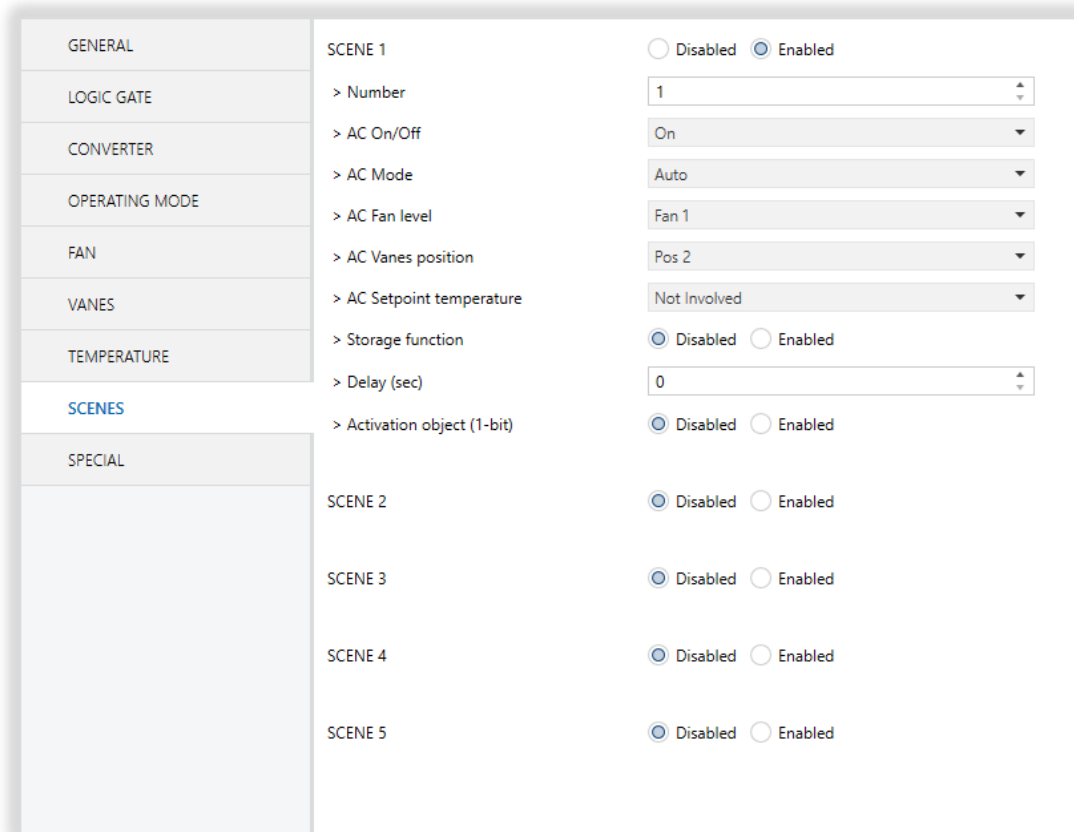 GENERAL
LOGIC GATE
CONVERTER
OPERATING MODE
FAN
VANES
TEMPERATURE
SCENES
SPECIAL
SCENE 1 Disabled Enabled
> Number 1
> AC On/Off On
> AC Mode Auto
> AC Fan level Fan 1
> AC Vanes position Pos 2
> AC Setpoint temperature Not Involved
> Storage function Disabled Enabled
> Delay (sec) 0
> Activation object (1-bit) Disabled Enabled
SCENE 2 Disabled Enabled
SCENE 3 Disabled Enabled
SCENE 4 Disabled Enabled
SCENE 5 Disabled Enabled